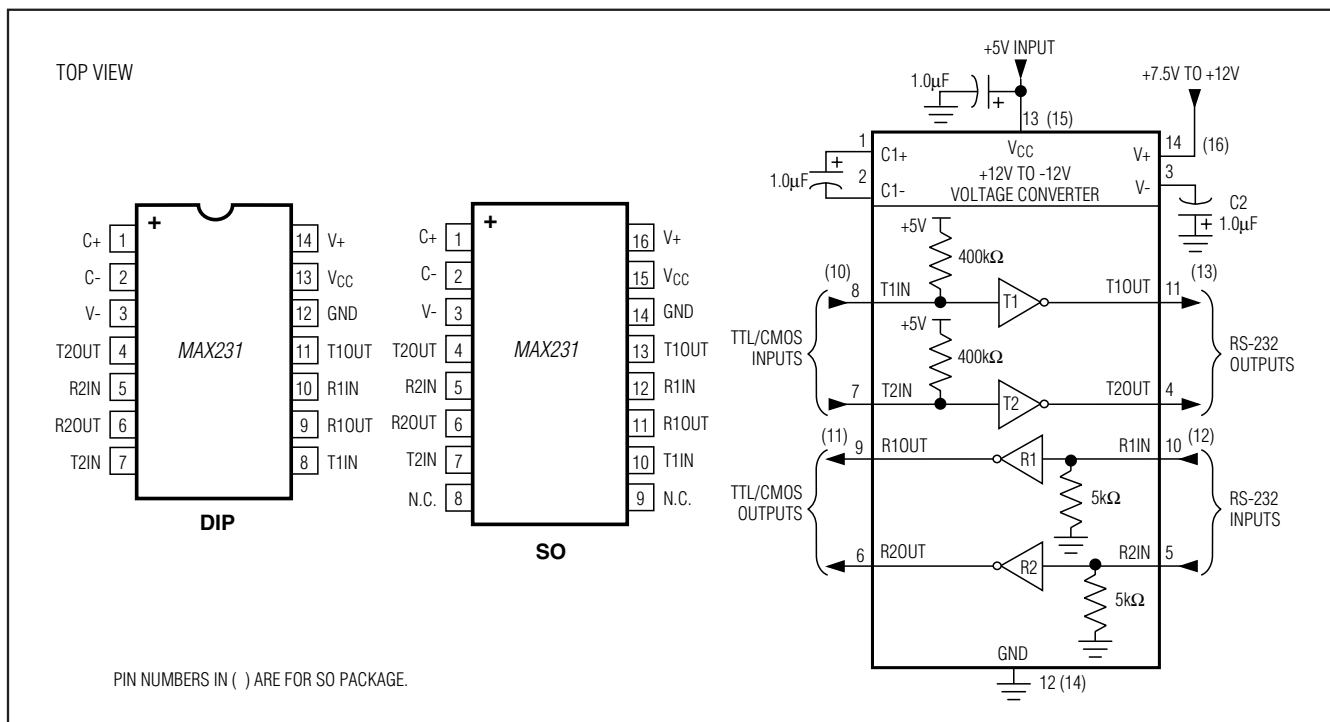 TOP VIEW
+
C+ 1
C- 2
V- 3
T2OUT 4
R2IN 5
R2OUT 6
T2IN 7
14 V+
13 VCC
12 GND
11 T1OUT
10 R1IN
9 R1OUT
8 T1IN
MAX231
DIP
+
C+ 1
C- 2
V- 3
T2OUT 4
R2IN 5
R2OUT 6
T2IN 7
N.C. 8
16 V+
15 VCC
14 GND
13 T1OUT
12 R1IN
11 R1OUT
10 T1IN
9 N.C.
MAX231
SO
+5V INPUT
1.0µF
+
+7.5V TO +12V
13 (15)
VCC
1
C1+
+
1.0µF
2
C1-
+12V TO -12V
VOLTAGE CONVERTER
V+
14
(16)
V-
3
C2
1.0µF
+
+5V
400kΩ
(10)
8
T1IN
T1
T1OUT
11
(13)
+5V
400kΩ
TTL/CMOS
INPUTS
RS-232
OUTPUTS
7
T2IN
T2
T2OUT
4
(11)
9
R1OUT
R1
R1IN
10
(12)
5kΩ
TTL/CMOS
OUTPUTS
RS-232
INPUTS
6
R2OUT
R2
R2IN
5
5kΩ
GND
12 (14)
PIN NUMBERS IN ( ) ARE FOR SO PACKAGE.